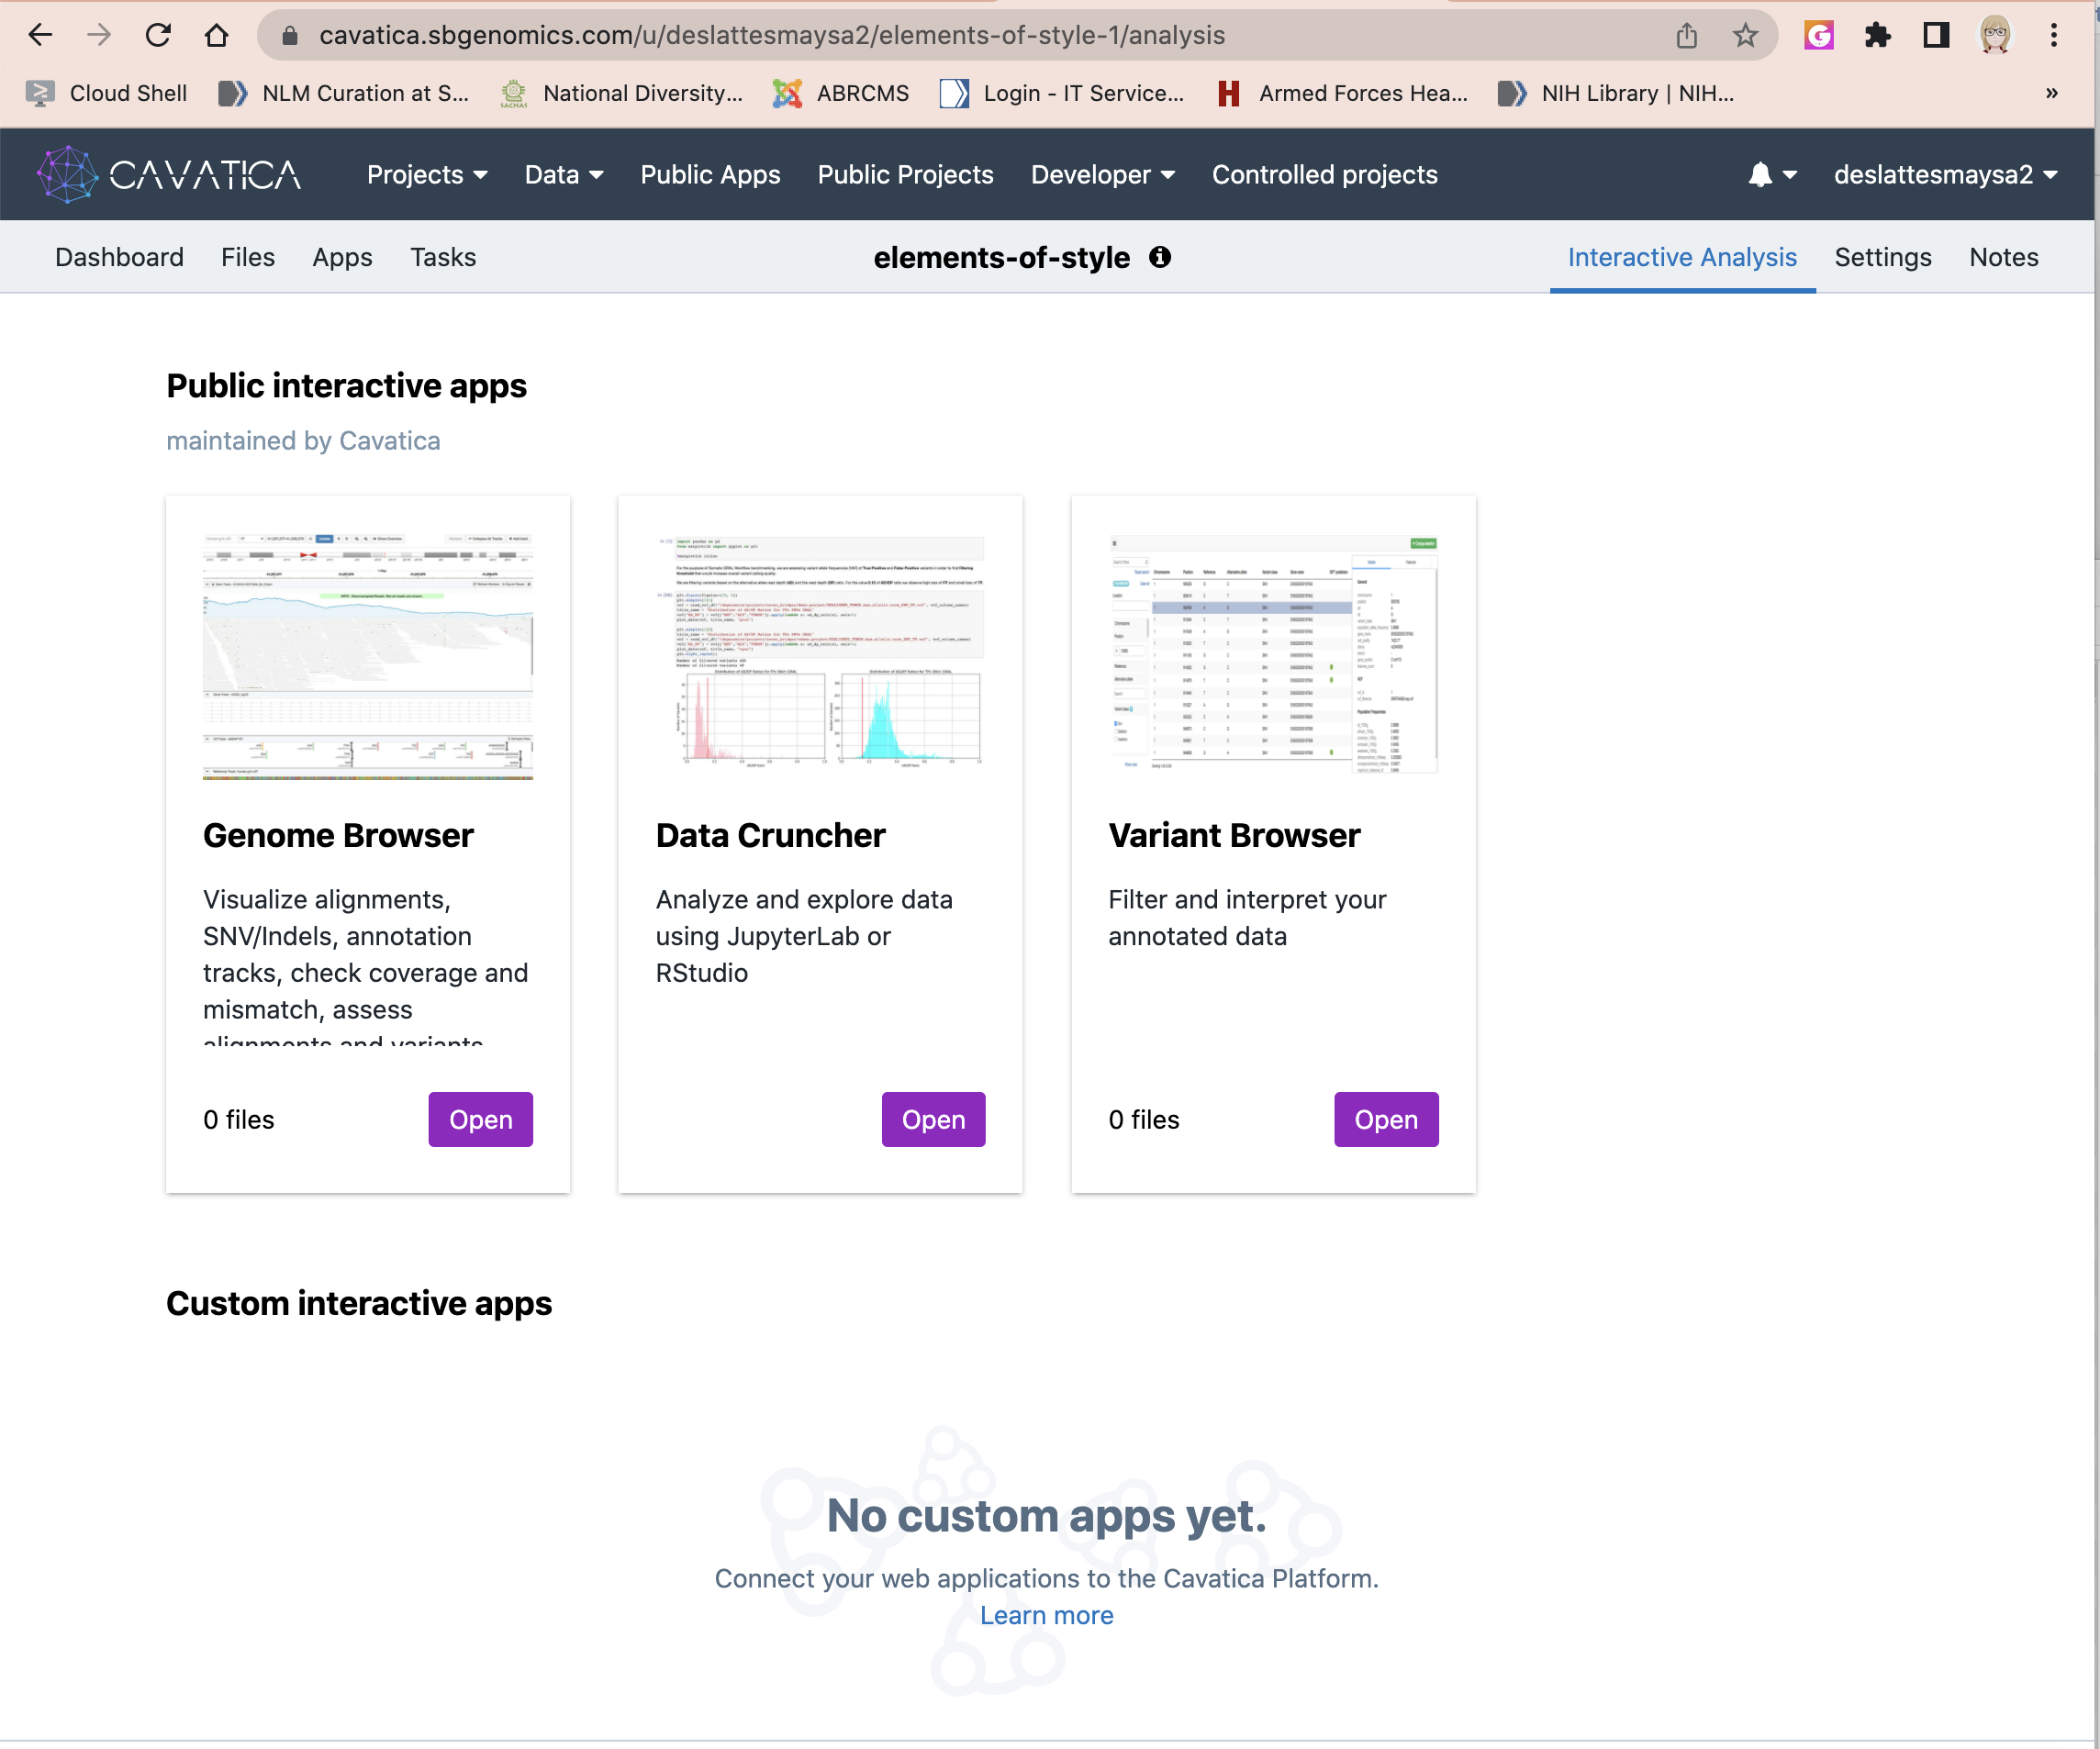 cavatica.sbgenomics.com/u/deslattesmaysa2/elements-of-style-1/analysis
Cloud Shell
NLM Curation at S...
SACNAS
National Diversity...
ABRCMS
Login - IT Service...
Armed Forces Hea...
NIH Library | NIH...
»
CAVATICA
Projects
Data
Public Apps
Public Projects
Developer
Controlled projects
deslattesmaysa2
Dashboard
Files
Apps
Tasks
elements-of-style
Interactive Analysis
Settings
Notes
Public interactive apps
maintained by Cavatica
Genome Browser
Visualize alignments,
SNV/Indels, annotation
tracks, check coverage and
mismatch, assess
alignments and variants
0 files
Open
Data Cruncher
Analyze and explore data
using JupyterLab or
RStudio
Open
Variant Browser
Filter and interpret your
annotated data
0 files
Open
Custom interactive apps
No custom apps yet.
Connect your web applications to the Cavatica Platform.
Learn more